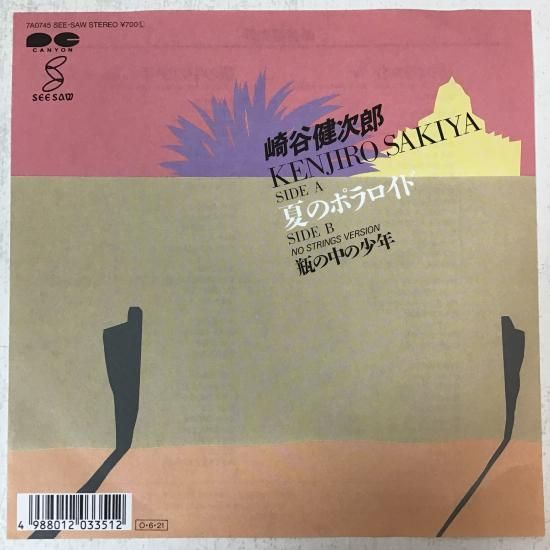 7A0745 SEE-SAW STEREO ¥700
CANYON
SEE SAW
崎谷健次郎
KENJIRO SAKIYA
SIDE A
夏のポラロイド
SIDE B
NO STRINGS VERSION
瓶の中の少年
4 988012 033512
O-6-21